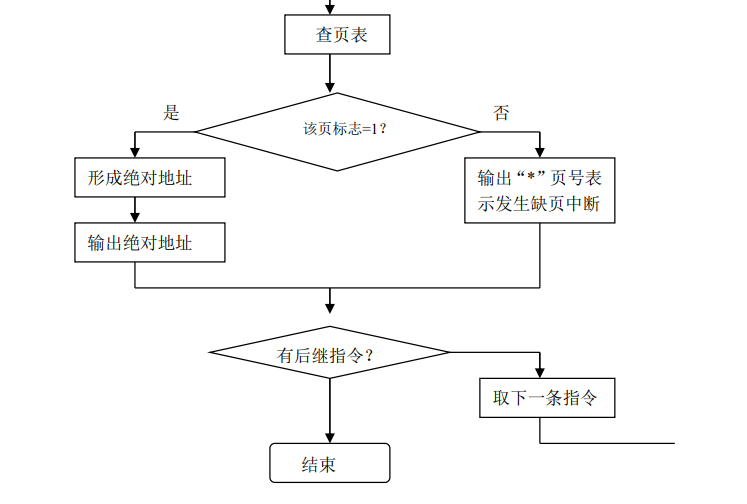 查页表
是
否
该页标志=1？
形成绝对地址
输出“*”页号表
示发生缺页中断
输出绝对地址
有后继指令？
取下一条指令
结束